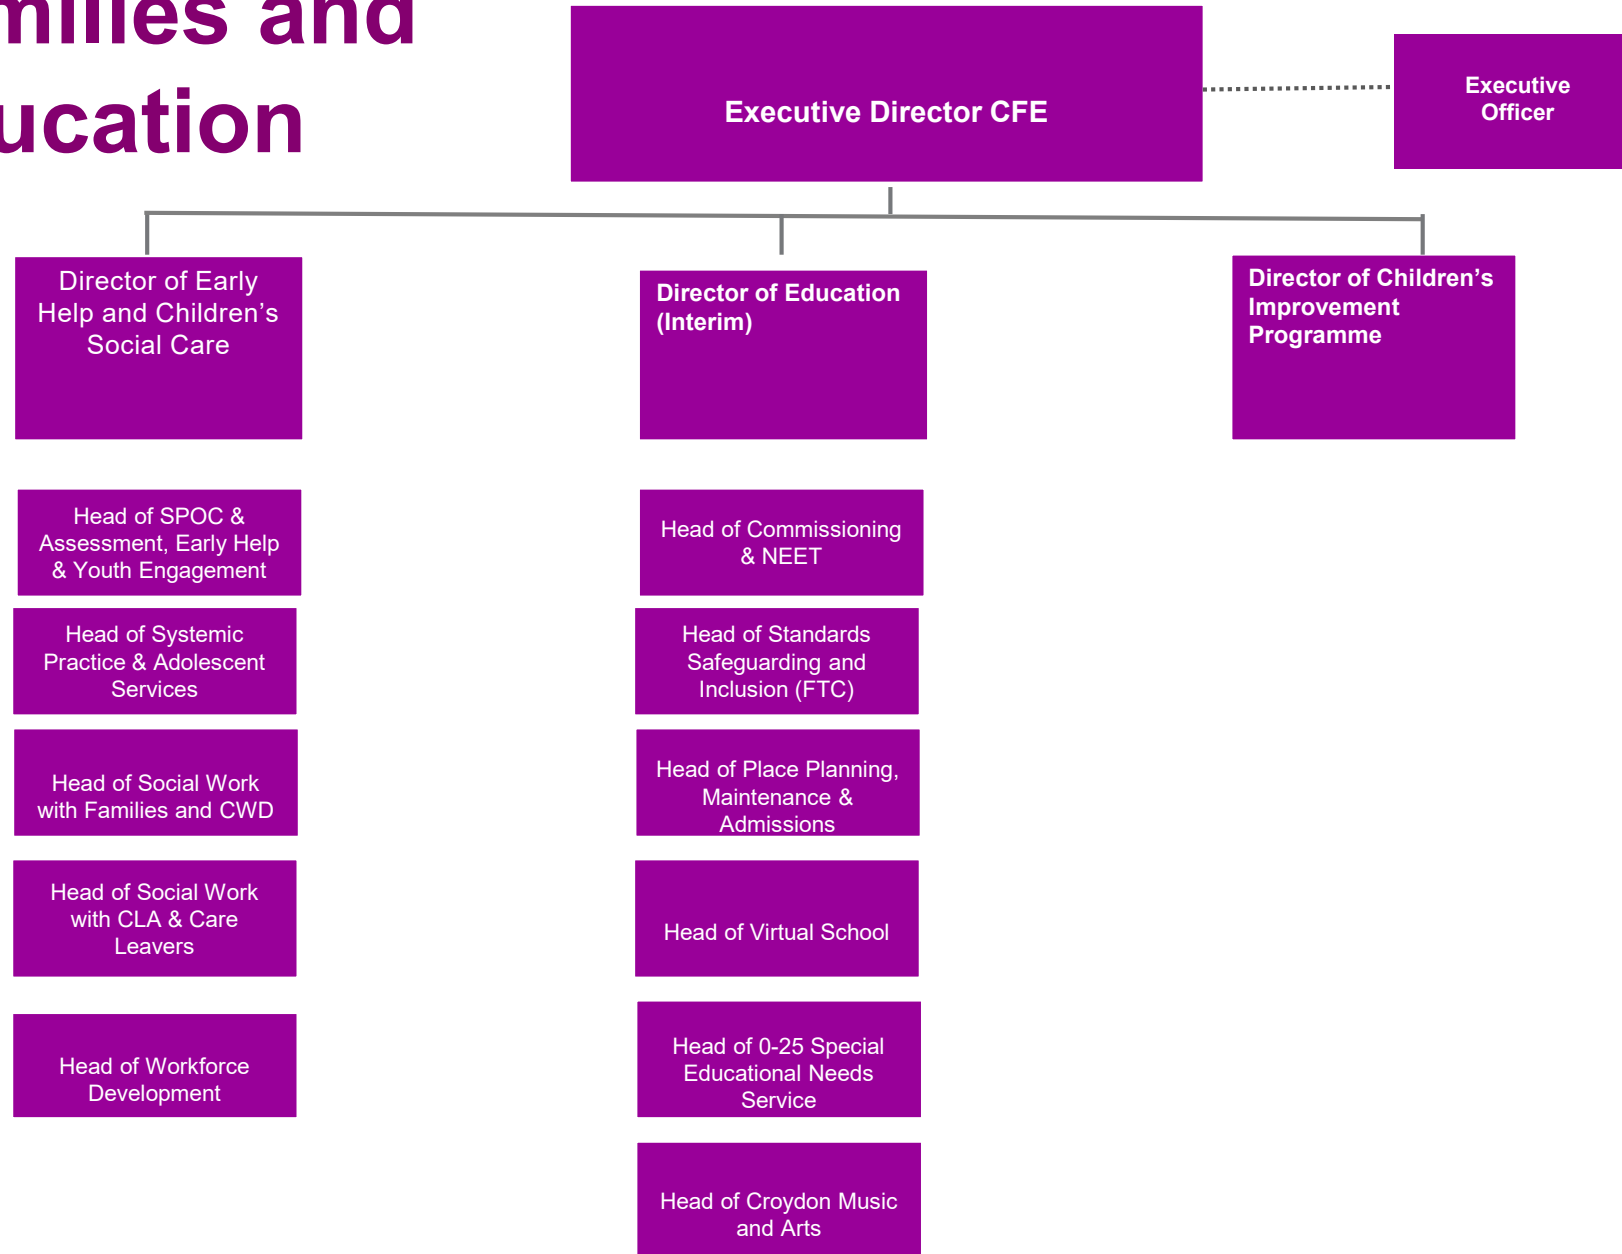 milies and
ucation
Executive Director CFE
Executive
Officer
Director of Early
Help and Children’s
Social Care
Director of Education
(Interim)
Director of Children’s
Improvement
Programme
Head of SPOC &
Assessment, Early Help
& Youth Engagement
Head of Systemic
Practice & Adolescent
Services
Head of Social Work
with Families and CWD
Head of Social Work
with CLA & Care
Leavers
Head of Workforce
Development
Head of Commissioning
& NEET
Head of Standards
Safeguarding and
Inclusion (FTC)
Head of Place Planning,
Maintenance &
Admissions
Head of Virtual School
Head of 0-25 Special
Educational Needs
Service
Head of Croydon Music
and Arts